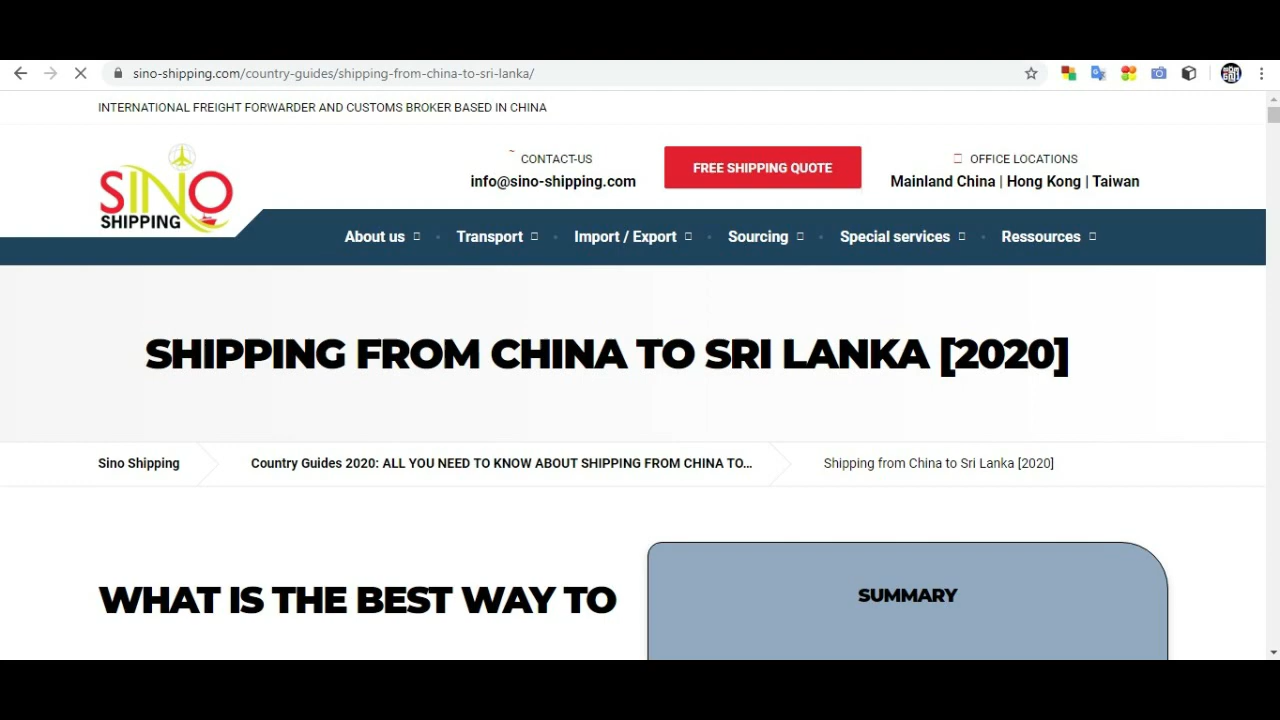 sino-shipping.com/country-guides/shipping-from-china-to-sri-lanka/
INTERNATIONAL FREIGHT FORWARDER AND CUSTOMS BROKER BASED IN CHINA
SINO
SHIPPING
CONTACT-US
info@sino-shipping.com
FREE SHIPPING QUOTE
OFFICE LOCATIONS
Mainland China | Hong Kong | Taiwan
About us Transport Import / Export Sourcing Special services Ressources
SHIPPING FROM CHINA TO SRI LANKA [2020]
Sino Shipping Country Guides 2020: ALL YOU NEED TO KNOW ABOUT SHIPPING FROM CHINA TO... Shipping from China to Sri Lanka [2020]
WHAT IS THE BEST WAY TO
SUMMARY